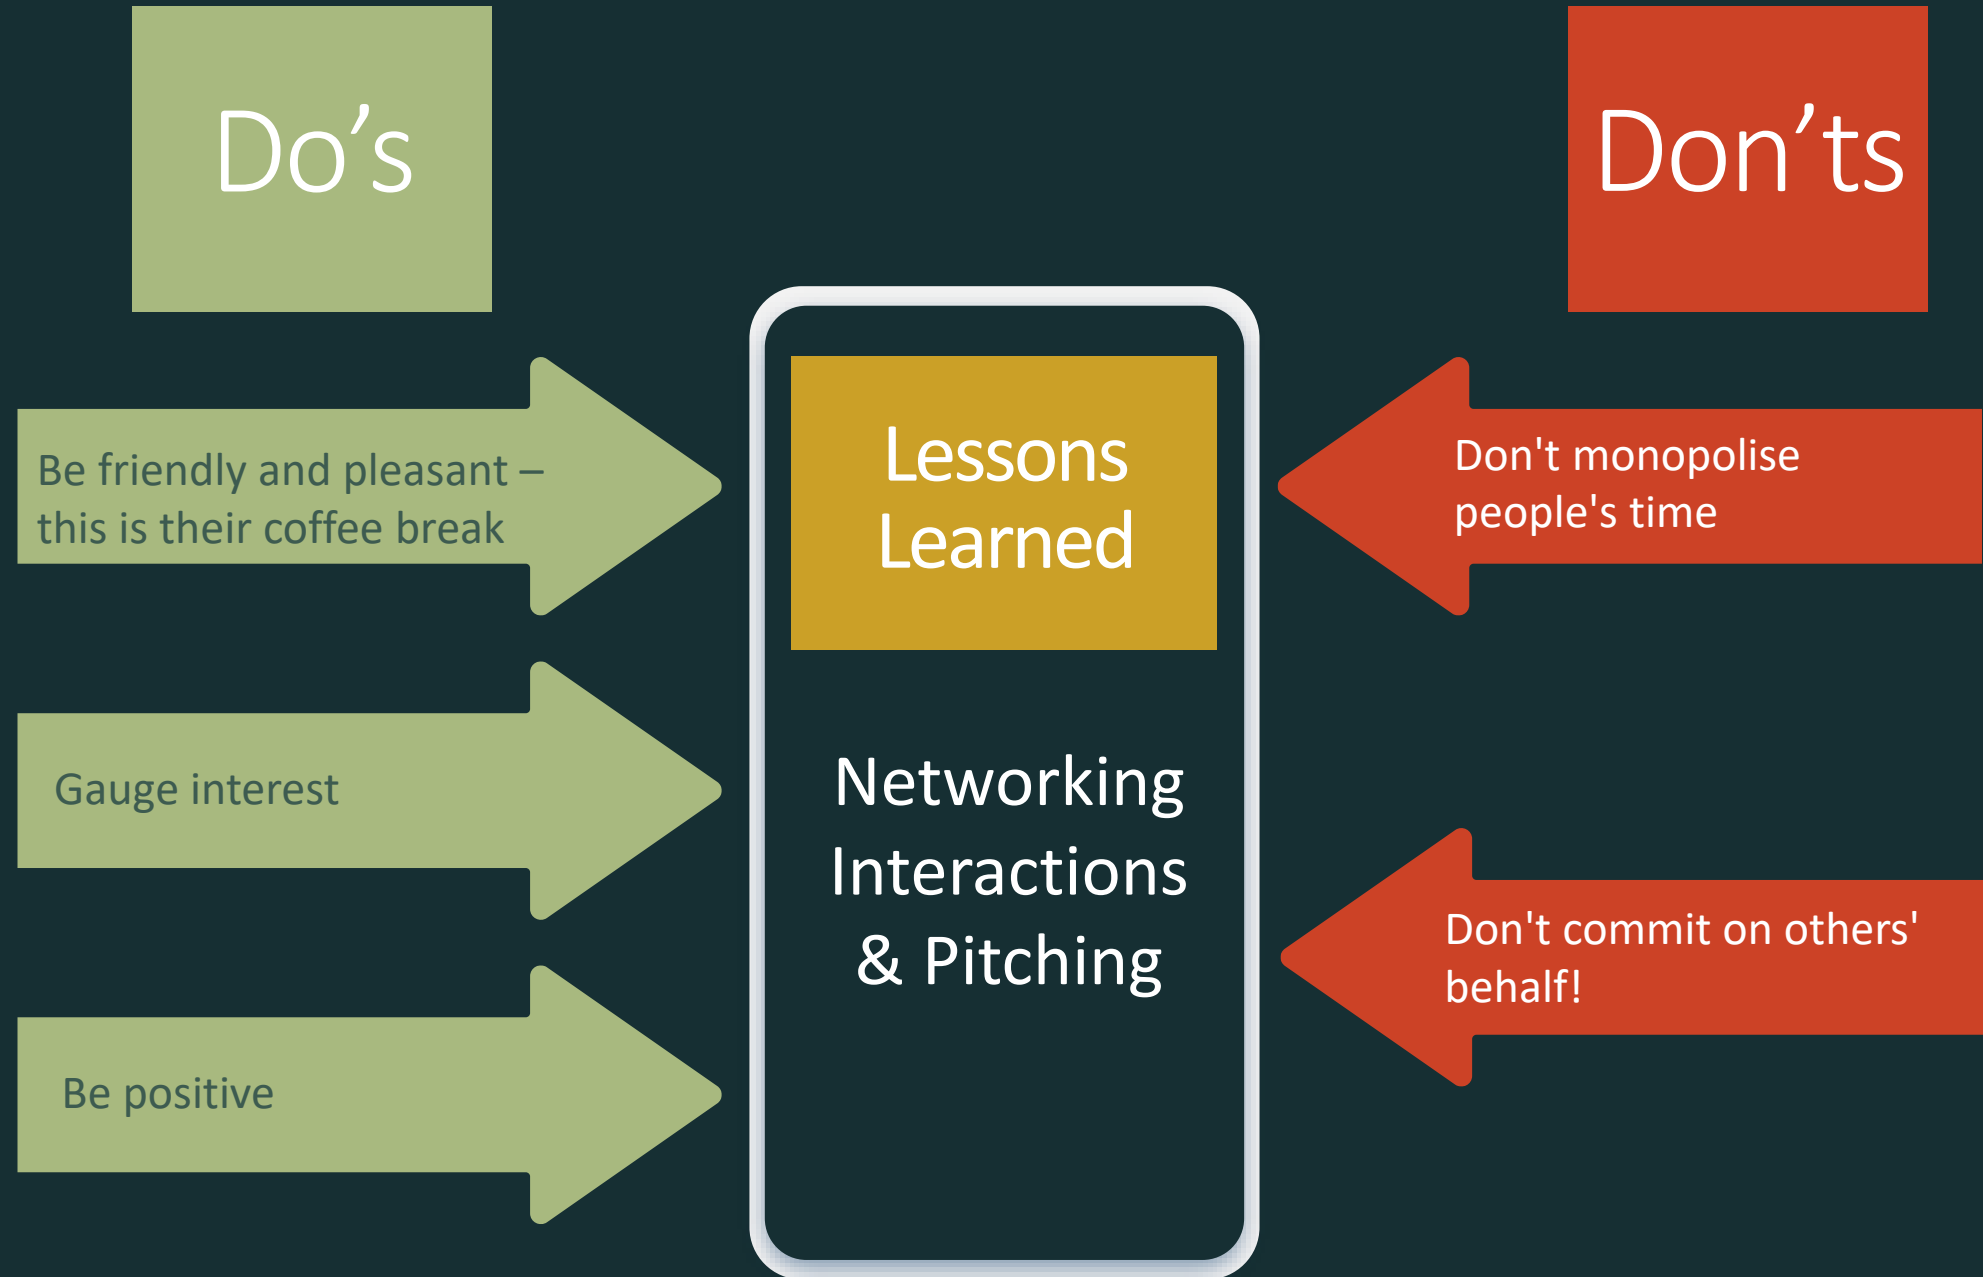 Do’s
Don’ts
Be friendly and pleasant –
this is their coffee break
Gauge interest
Be positive
Lessons
Learned
Networking
Interactions
& Pitching
Don't monopolise
people's time
Don't commit on others'
behalf!